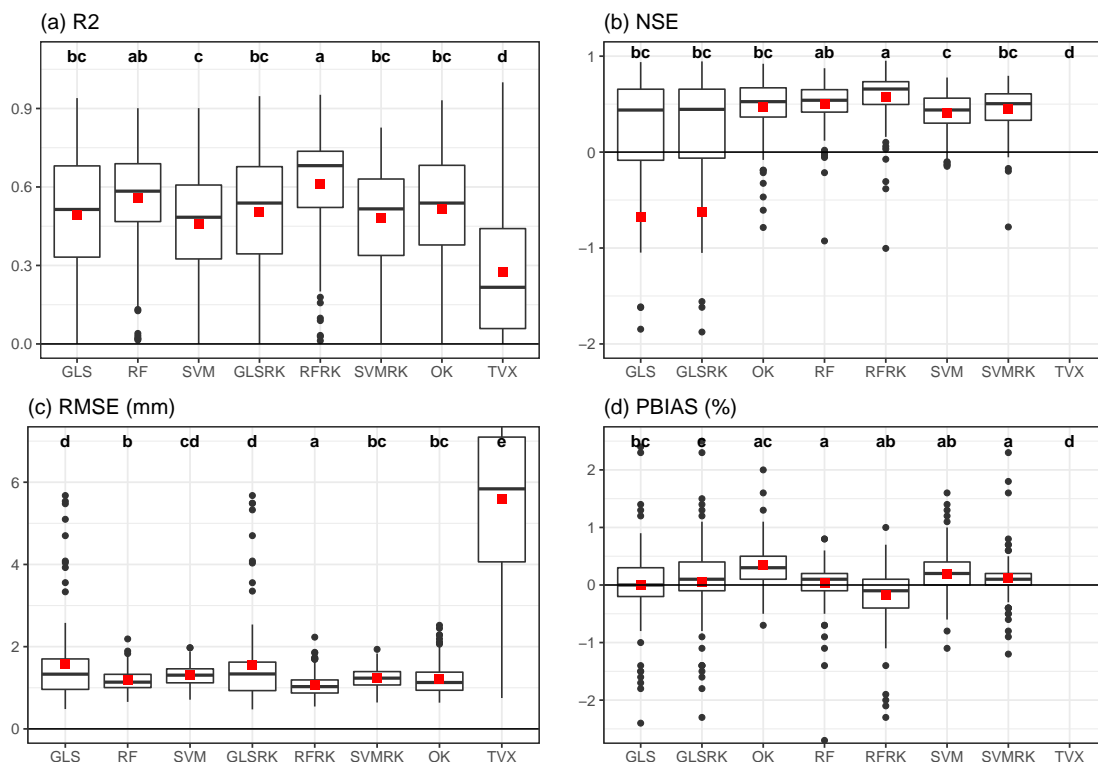 (a) R2
bc ab c bc a bc bc d
0.9
0.6
0.3
0.0
GLS RF SVM GLSRK RFRK SVMRK OK TVX
(b) NSE
bc bc bc ab a c bc d
1
0
−1
−2
GLS GLSRK OK RF RFRK SVM SVMRK TVX
(c) RMSE (mm)
d b cd d a bc bc e
6
4
2
0
GLS RF SVM GLSRK RFRK SVMRK OK TVX
(d) PBIAS (%)
bc e ac a ab ab a d
2
1
0
−1
−2
GLS GLSRK OK RF RFRK SVM SVMRK TVX